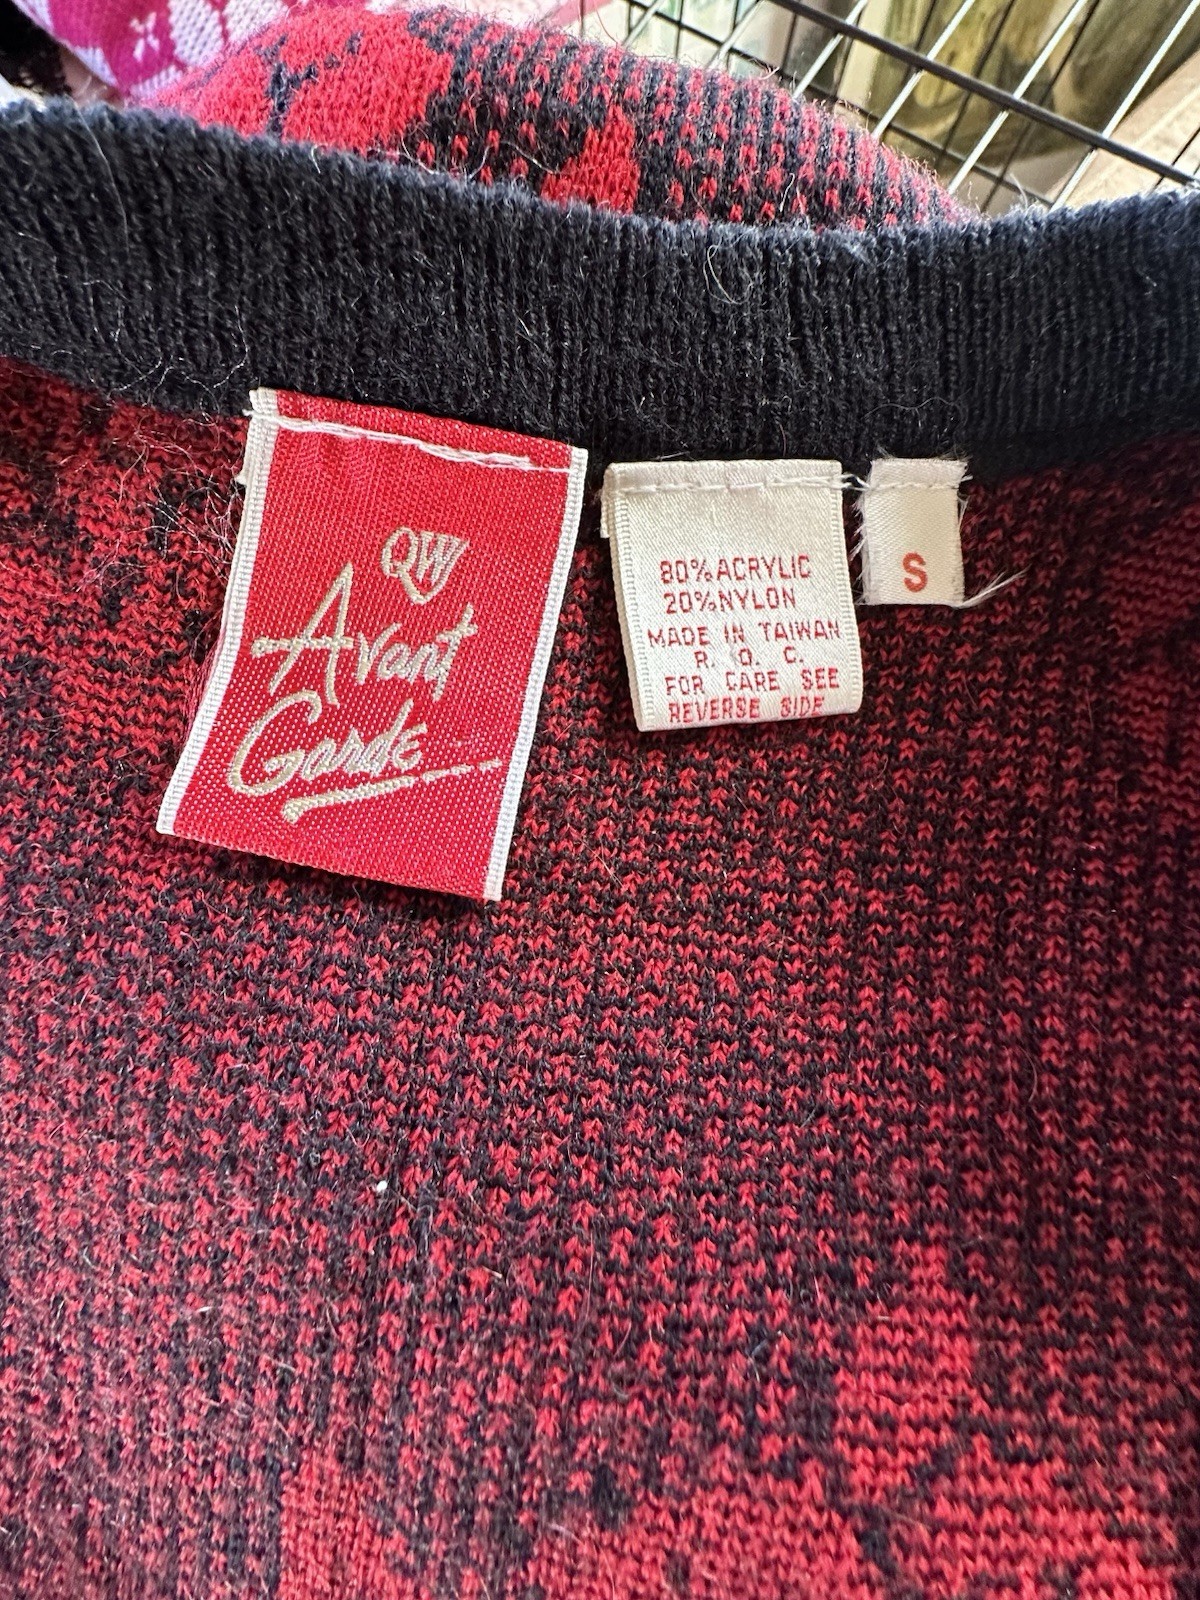 QW
Avant
Garde
80% ACRYLIC
20% NYLON
MADE IN TAIWAN
R. O. C.
FOR CARE SEE
REVERSE SIDE
S